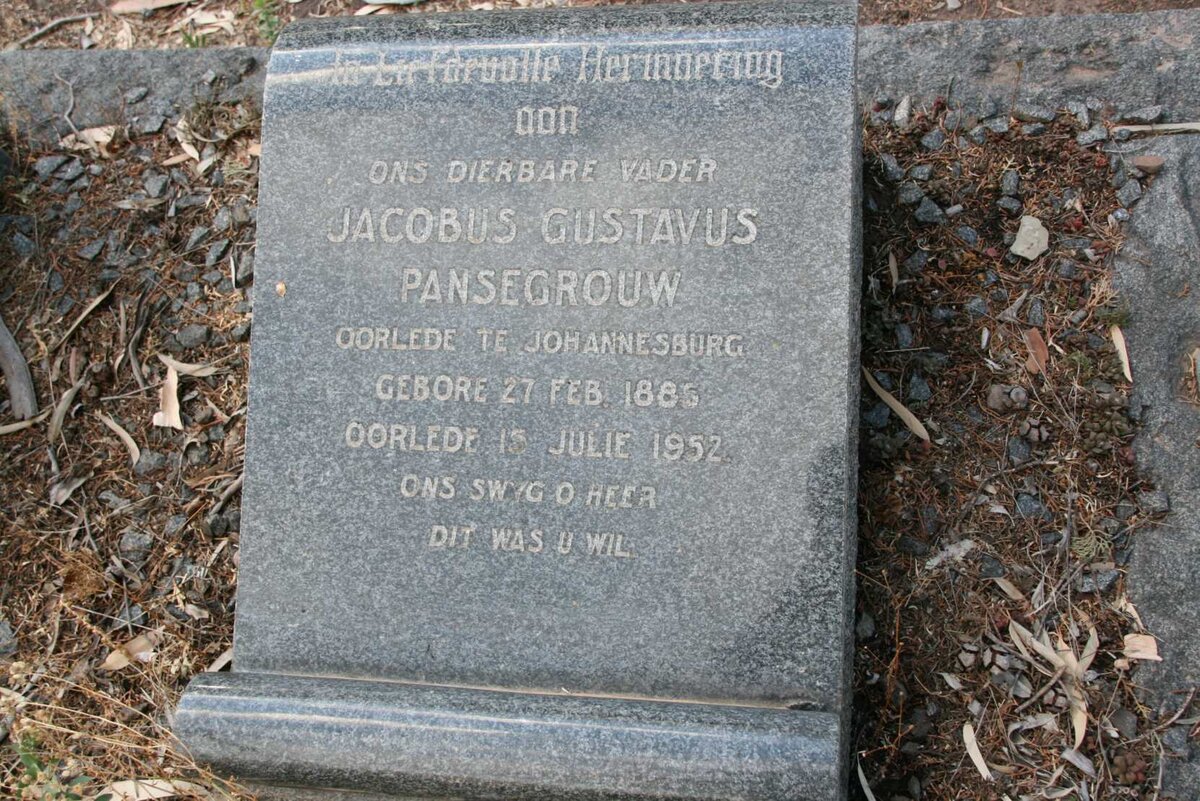 In Liefdevolle Herinnering
aan
ONS DIERBARE VADER
JACOBUS GUSTAVUS
PANSEGROUW
OORLEDE TE JOHANNESBURG
GEBORE 27 FEB. 1885
OORLEDE 15 JULIE 1952.
ONS SWYG O HEER
DIT WAS U WIL.